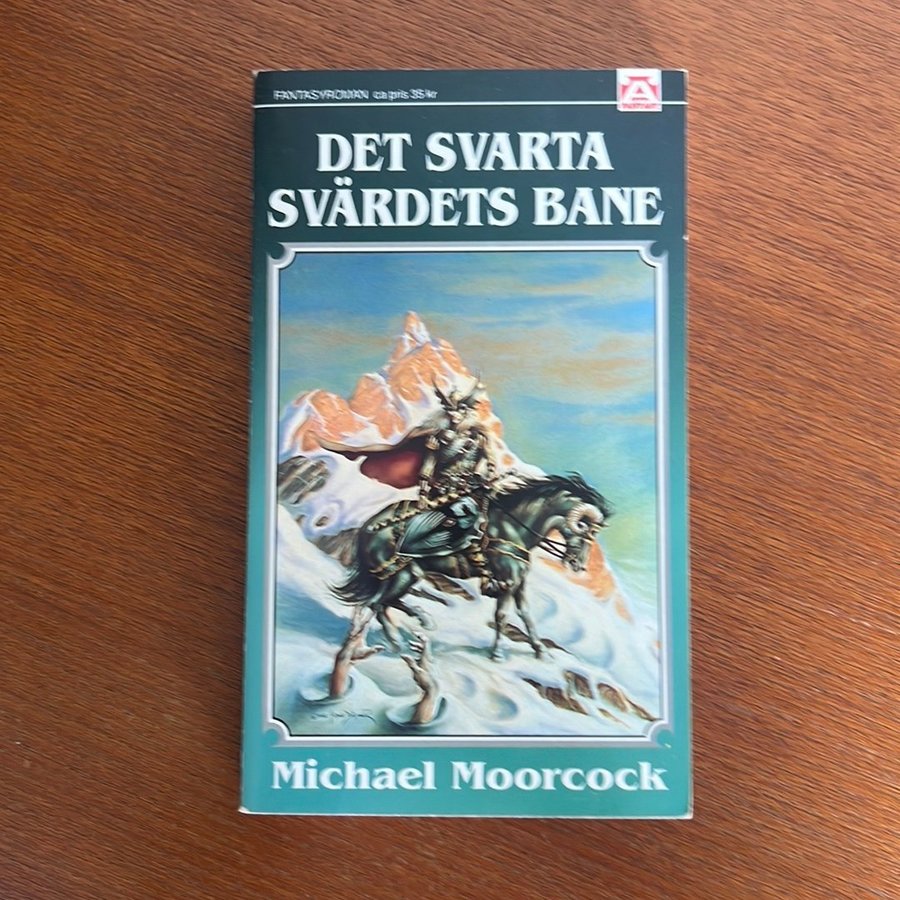 FANTASYROMAN ca pris 35 kr
DET SVARTA
SVÄRDETS BANE
Michael Moorcock